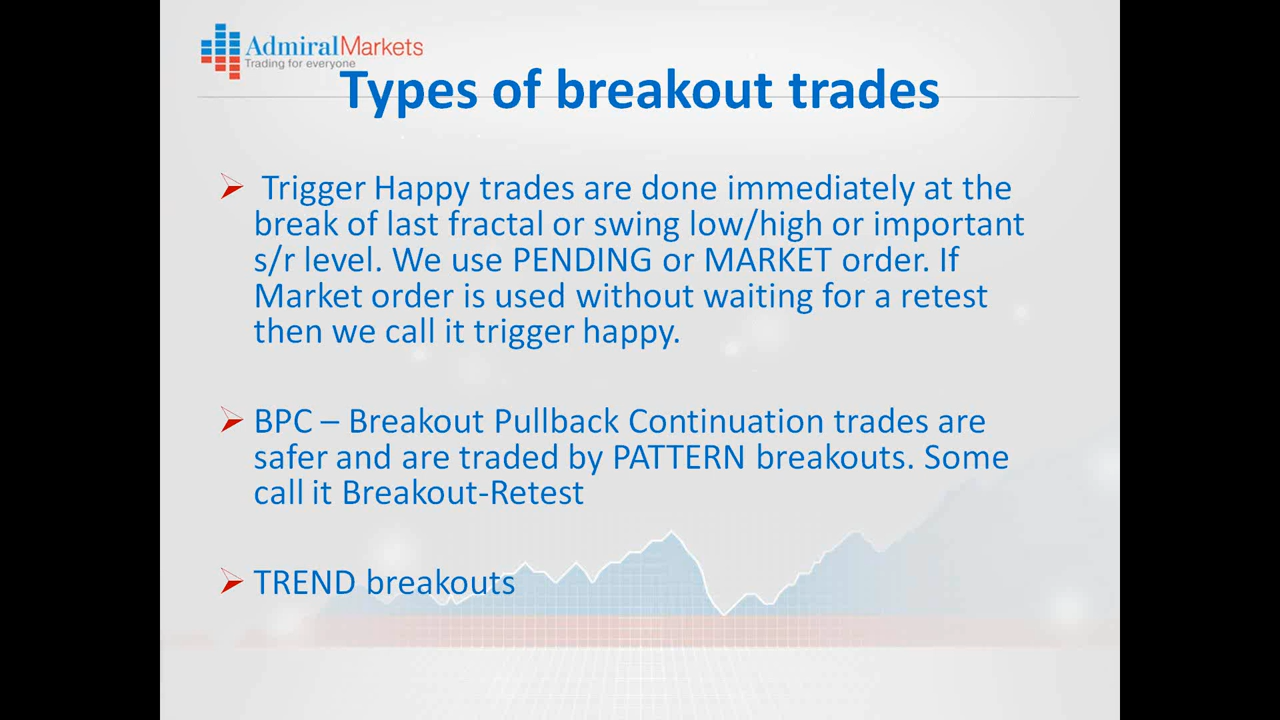 AdmiralMarkets
Trading for everyone
Types of breakout trades
Trigger Happy trades are done immediately at the
break of last fractal or swing low/high or important
s/r level. We use PENDING or MARKET order. If
Market order is used without waiting for a retest
then we call it trigger happy.
BPC – Breakout Pullback Continuation trades are
safer and are traded by PATTERN breakouts. Some
call it Breakout-Retest
TREND breakouts